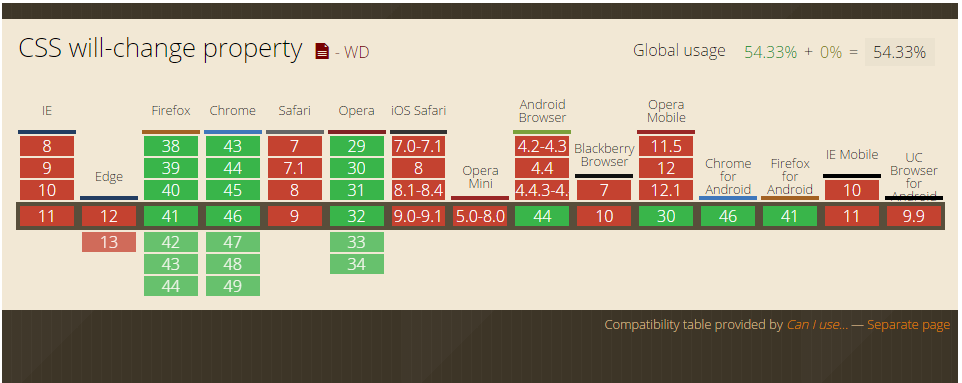 CSS will-change property - WD
Global usage 54.33% + 0% = 54.33%
IE Edge Firefox Chrome Safari Opera iOS Safari Opera Mini Android Browser Blackberry Browser Opera Mobile Chrome for Android Firefox for Android IE Mobile UC Browser for Android
8 38 43 7 29 7.0-7.1 4.2-4.3 11.5
9 39 44 7.1 30 8 4.4 12
10 40 45 8 31 8.1-8.4 4.4.3-4. 7 12.1 10
11 12 41 46 9 32 9.0-9.1 5.0-8.0 44 10 30 46 41 11 9.9
13 42 47 33
43 48 34
44 49
Compatibility table provided by Can I use... — Separate page